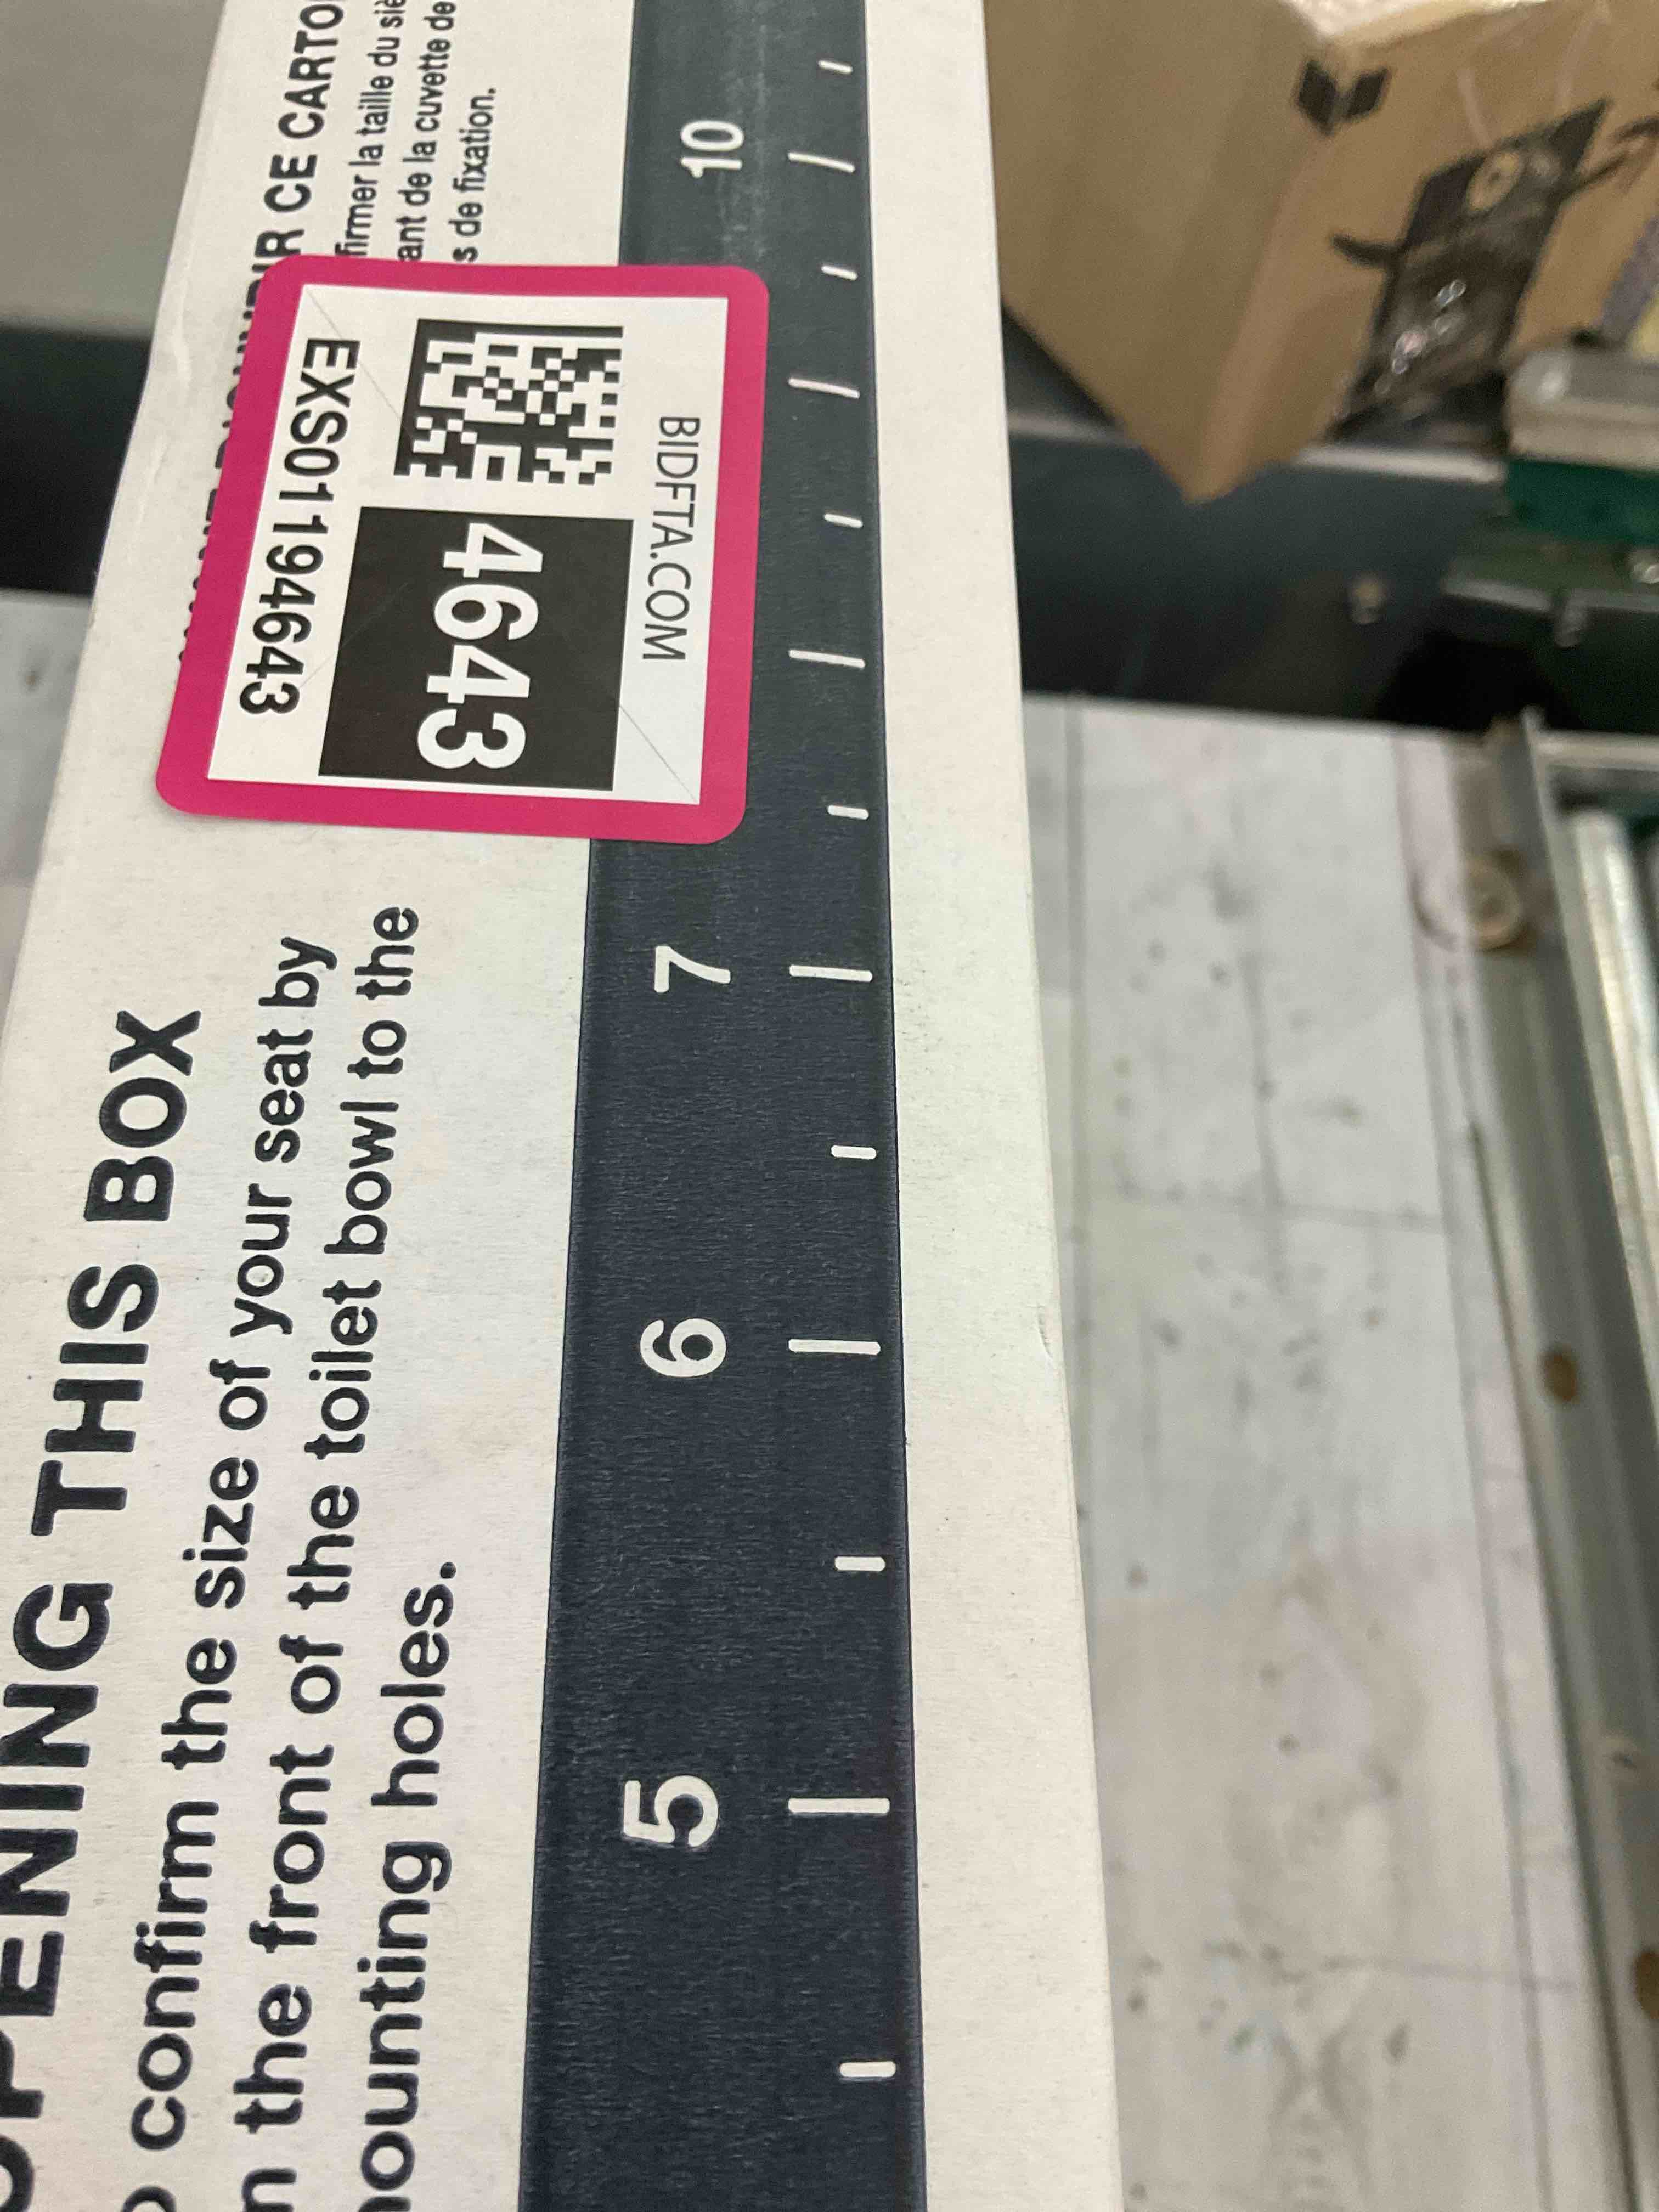 OPENING THIS BOX
confirm the size of your seat by
the front of the toilet bowl to the
mounting holes.
CE CARTO
firmer la taille du siè
ant de la cuvette de
s de fixation.
BIDFTA.COM
4643
EXS01194643
5 6 7 10